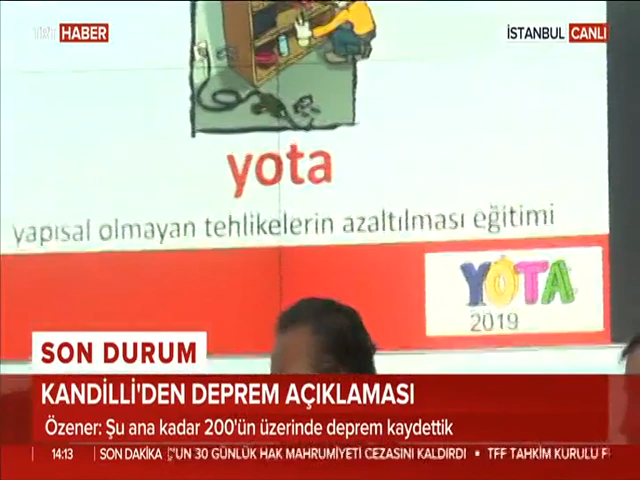 TRT HABER
İSTANBUL CANLI
yota
yapısal olmayan tehlikelerin azaltılması eğitimi
YOTA
2019
SON DURUM
KANDİLLİ'DEN DEPREM AÇIKLAMASI
Özener: Şu ana kadar 200'ün üzerinde deprem kaydettik
14:13 SON DAKİKA 'UN 30 GÜNLÜK HAK MAHRUMİYETİ CEZASINI KALDIRDI ▪ TFF TAHKİM KURULU